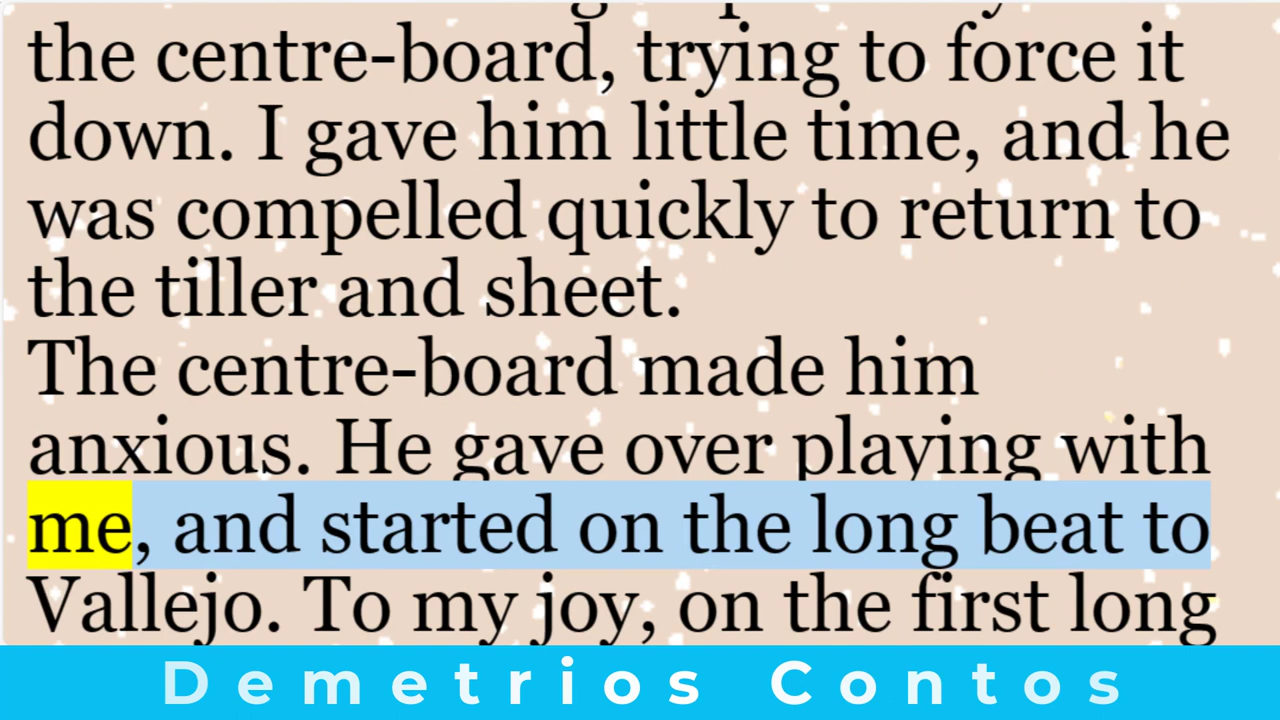 the centre-board, trying to force it
down. I gave him little time, and he
was compelled quickly to return to
the tiller and sheet.
The centre-board made him
anxious. He gave over playing with
me, and started on the long beat to
Vallejo. To my joy, on the first long
Demetrios Contos